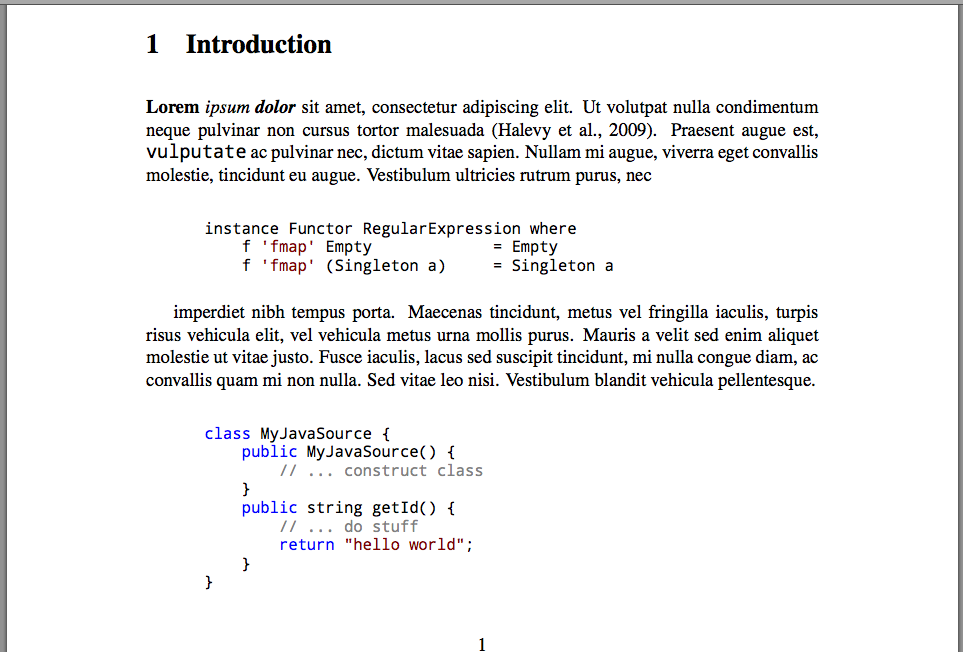 1 Introduction
Lorem ipsum dolor sit amet, consectetur adipiscing elit. Ut volutpat nulla condimentum
neque pulvinar non cursus tortor malesuada (Halevy et al., 2009). Praesent augue est,
vulputate ac pulvinar nec, dictum vitae sapien. Nullam mi augue, viverra eget convallis
molestie, tincidunt eu augue. Vestibulum ultricies rutrum purus, nec
instance Functor RegularExpression where
    f 'fmap' Empty             = Empty
    f 'fmap' (Singleton a)     = Singleton a
imperdiet nibh tempus porta. Maecenas tincidunt, metus vel fringilla iaculis, turpis
risus vehicula elit, vel vehicula metus urna mollis purus. Mauris a velit sed enim aliquet
molestie ut vitae justo. Fusce iaculis, lacus sed suscipit tincidunt, mi nulla congue diam, ac
convallis quam mi non nulla. Sed vitae leo nisi. Vestibulum blandit vehicula pellentesque.
class MyJavaSource {
    public MyJavaSource() {
        // ... construct class
    }
    public string getId() {
        // ... do stuff
        return "hello world";
    }
}
1